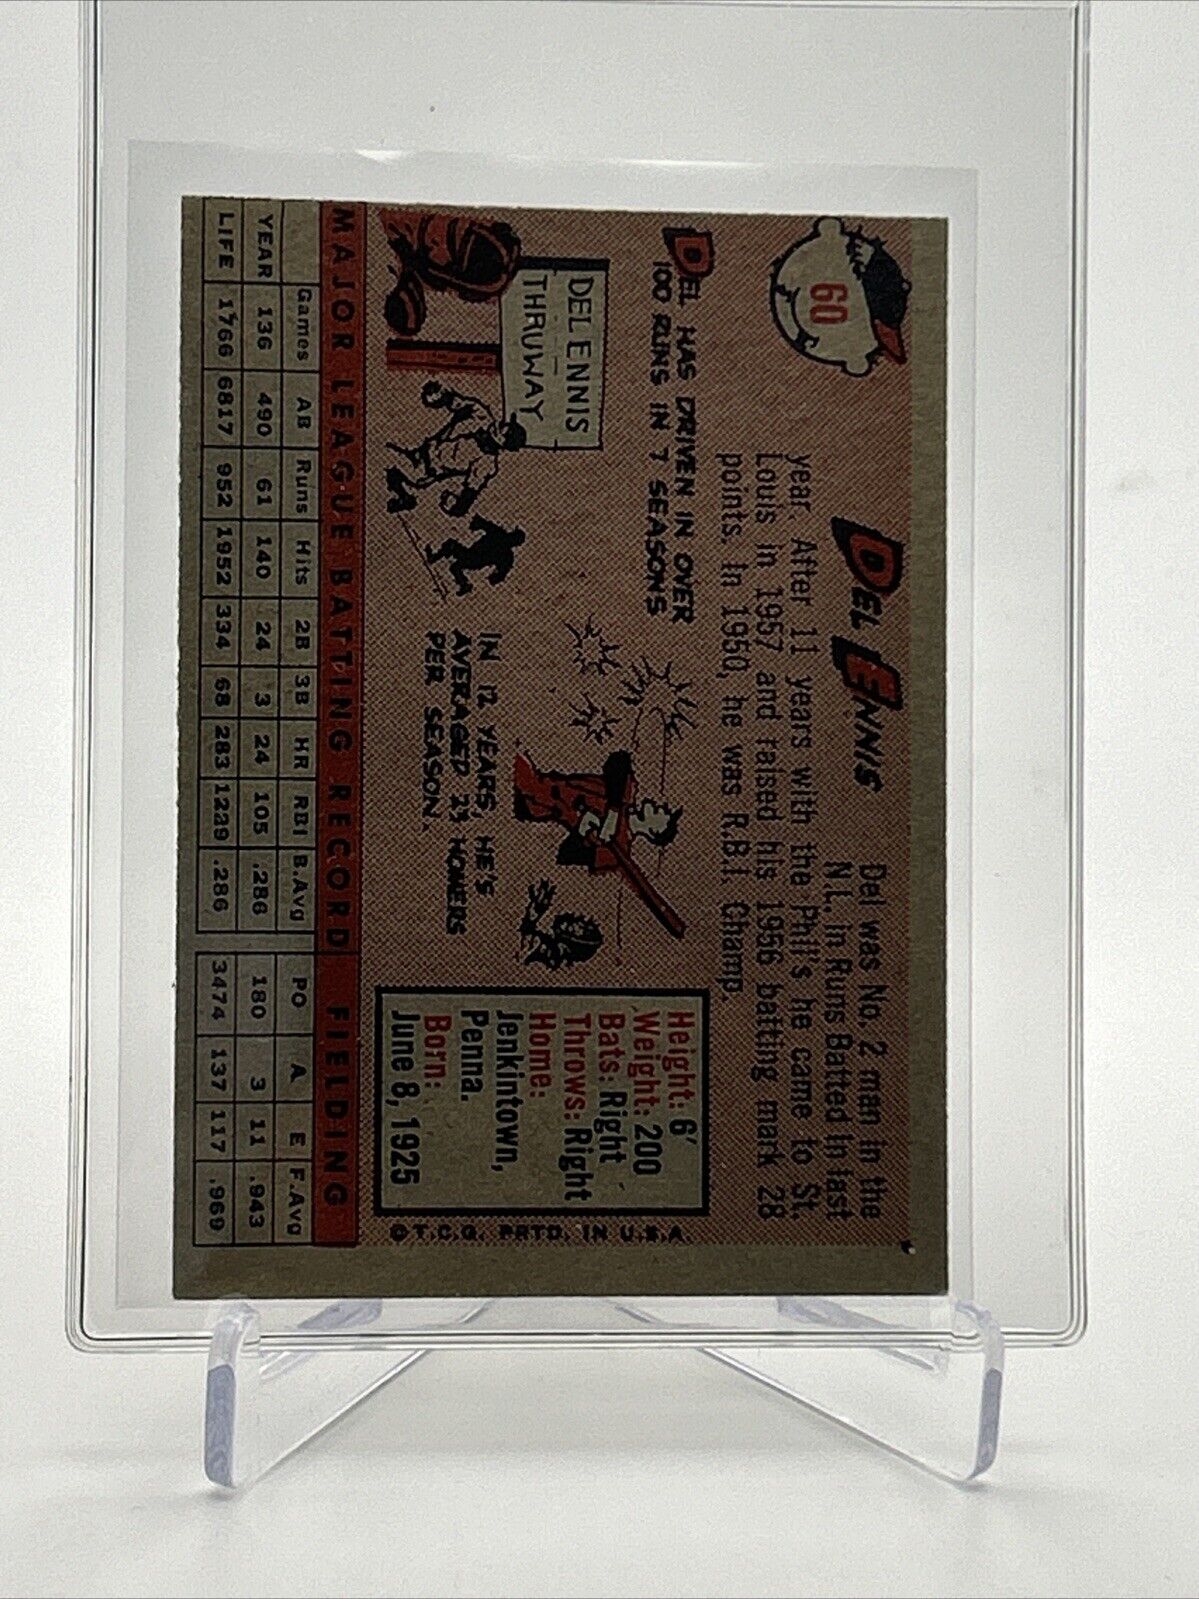 60
DEL ENNIS
Del was No. 2 man in the
N.L. in Runs Batted In last
year. After 11 years with the Phil's he came to St.
Louis in 1957 and raised his 1956 batting mark 28
points. In 1950, he was R.B.I. Champ.
DEL HAS DRIVEN IN OVER
100 RUNS IN 7 SEASONS
DEL ENNIS
—
THRUWAY
IN 12 YEARS, HE'S
AVERAGED 23 HOMERS
PER SEASON.
Height: 6'
Weight: 200
Bats: Right
Throws: Right
Home:
Jenkintown,
Penna.
Born:
June 8, 1925
© T.C.G. PRTD. IN U.S.A.
MAJOR LEAGUE BATTING RECORD FIELDING
Games AB Runs Hits 2B 3B HR RBI B.Avg PO A E F.Avg
YEAR 136 490 61 140 24 3 24 105 .286 180 3 11 .943
LIFE 1766 6817 952 1952 334 68 283 1229 .286 3474 137 117 .969